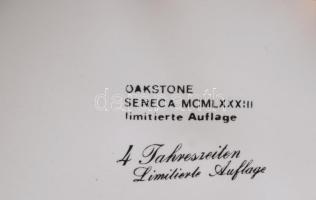 OAKSTONE
SENECA MCMLXXXIII
limitierte Auflage
4 Jahreszeiten
Limitierte Auflage